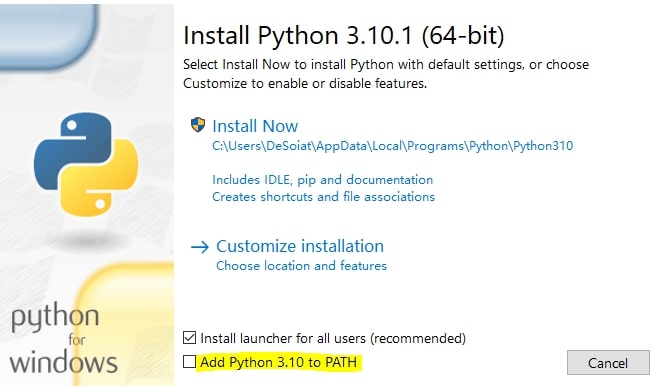 Install Python 3.10.1 (64-bit)
Select Install Now to install Python with default settings, or choose
Customize to enable or disable features.
Install Now
C:\Users\DeSoiat\AppData\Local\Programs\Python\Python310
Includes IDLE, pip and documentation
Creates shortcuts and file associations
Customize installation
Choose location and features
python
for
windows
Install launcher for all users (recommended)
Add Python 3.10 to PATH
Cancel